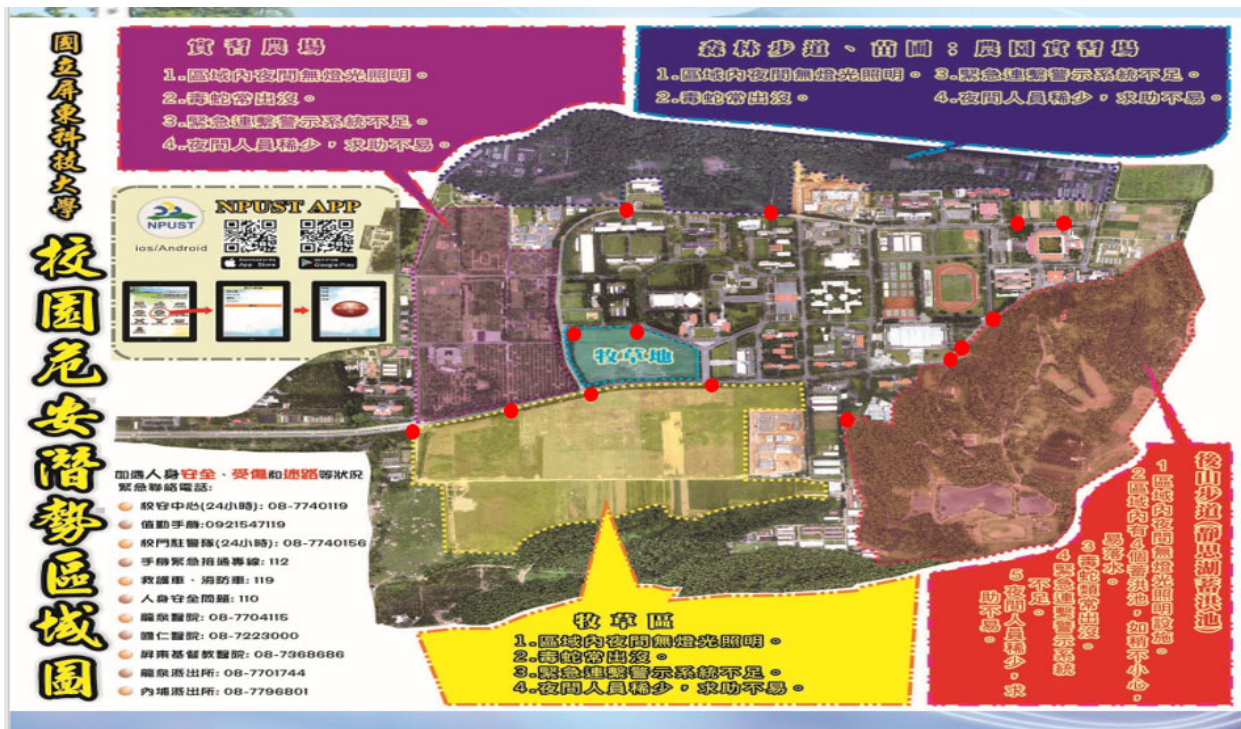 國立屏東科技大學
校園危安潛勢區域圖
實習農場
1.區域內夜間無燈光照明。
2.毒蛇常出沒。
3.緊急連繫警示系統不足。
4.夜間人員稀少,求助不易。
森林步道、苗圃;農園實習場
1.區域內夜間無燈光照明。
2.毒蛇常出沒。
3.緊急連繫警示系統不足。
4.夜間人員稀少,求助不易。
NPUST APP
NPUST
ios/Android
App Store
Google Play
牧草地
如遇人身安全、受傷和迷路等狀況
緊急聯絡電話:
校安中心(24小時): 08-7740119
值勤手機:0921547119
校門駐警隊(24小時): 08-7740156
手機緊急撥通專線: 112
救護車、消防車: 119
人身安全問題: 110
龍泉醫院: 08-7704115
國仁醫院: 08-7223000
屏東基督教醫院: 08-7368686
龍泉派出所: 08-7701744
內埔派出所: 08-7796801
牧草區
1.區域內夜間無燈光照明。
2.毒蛇常出沒。
3.緊急連繫警示系統不足。
4.夜間人員稀少,求助不易。
後山步道(靜思湖蓄洪池)
1區域內夜間無燈光照明設施。
2區域內有4個蓄洪池,如稍不小心,
易落水。
3毒蛇類常出沒。
4緊急連繫警示系統
不足。
5夜間人員稀少,求
助不易。